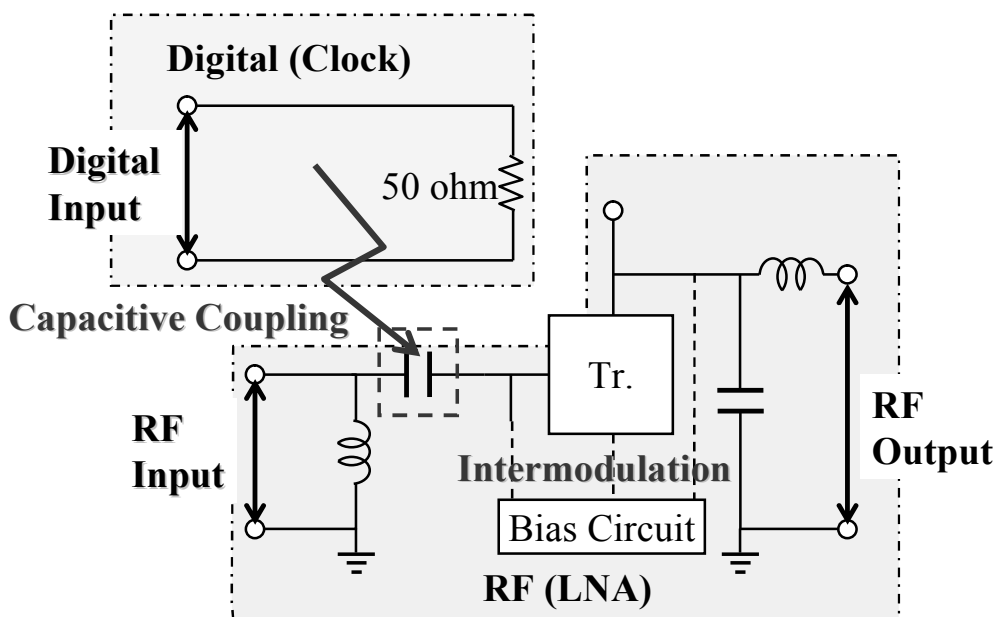 Digital (Clock)
Digital
Input
50 ohm
Capacitive Coupling
Tr.
RF
Input
RF
Output
Intermodulation
Bias Circuit
RF (LNA)